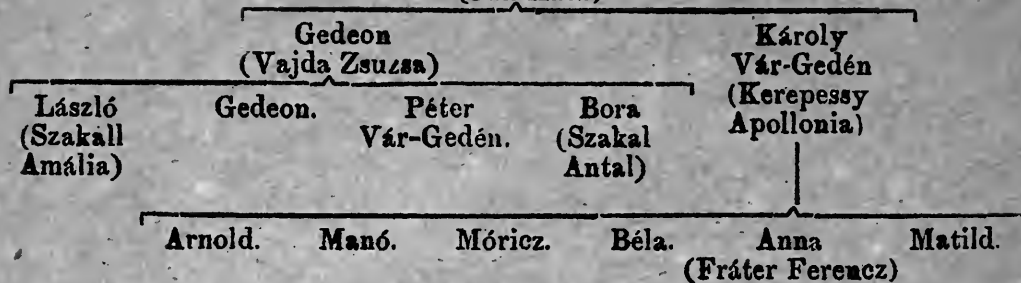 Gedeon Károly
(Vajda Zsuzsa) Vár-Gedén
László Gedeon. Péter Bora (Kerepessy
(Szakáll Vár-Gedén. (Szakal Apollonia)
Amália) Antal)
Arnold. Manó. Móricz. Béla. Anna Matild.
(Fráter Ferencz)